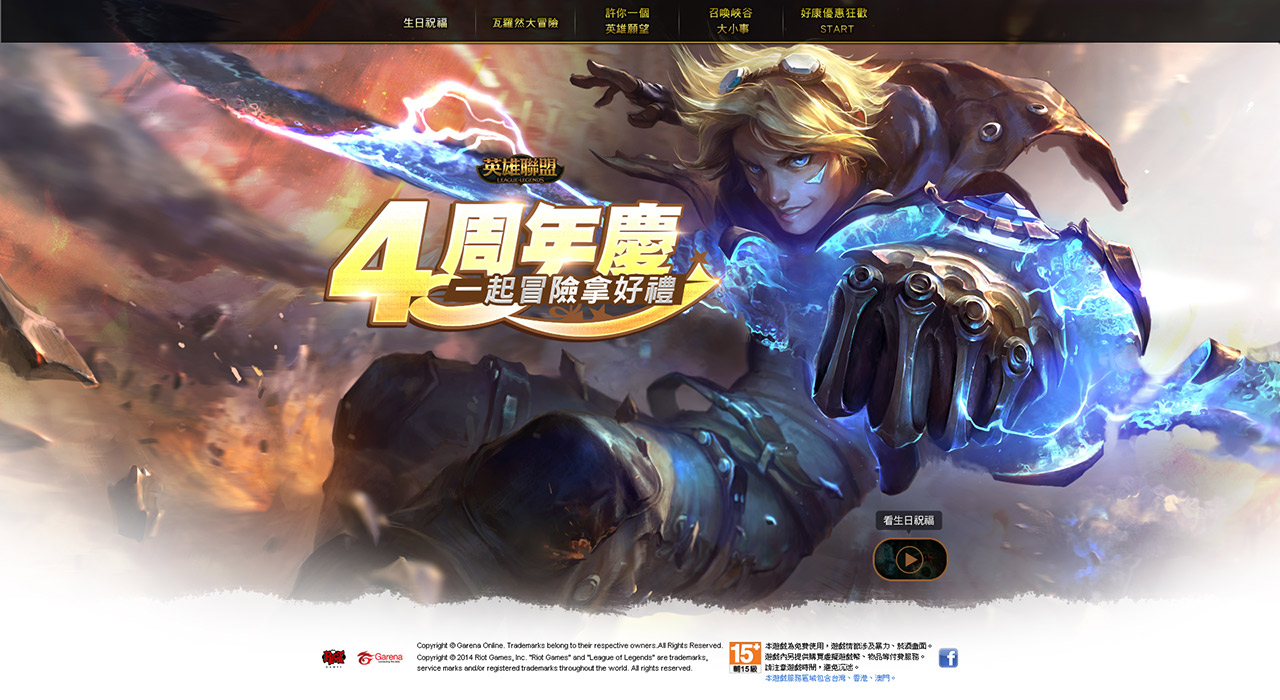 生日祝福
瓦羅然大冒險
許你一個
英雄願望
召喚峽谷
大小事
好康優惠狂歡
START
英雄聯盟
LEAGUE OF LEGENDS
4周年慶
一起冒險拿好禮
看生日祝福
RIOT
GAMES
Garena
Copyright © Garena Online. Trademarks belong to their respective owners.All Rights Reserved.
Copyright © 2014 Riot Games, Inc. "Riot Games" and "League of Legends" are trademarks,
service marks and/or registered trademarks throughout the world. All rights reserved.
15+
輔15級
本遊戲為免費使用，遊戲情節涉及暴力、菸酒畫面。
遊戲內另提供購買虛擬遊戲幣、物品等付費服務。
請注意遊戲時間，避免沉迷。
本遊戲服務區域包含台灣、香港、澳門。
f